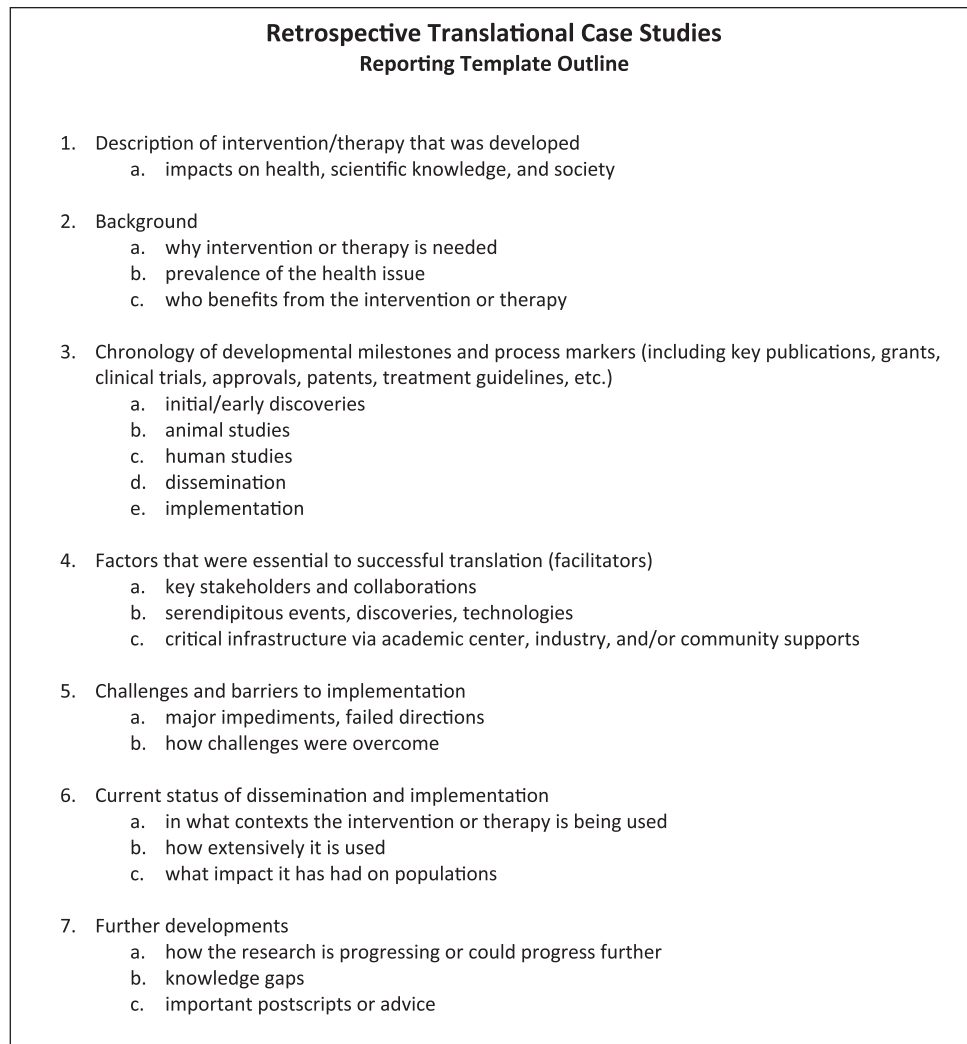 Retrospective Translational Case Studies
Reporting Template Outline
1. Description of intervention/therapy that was developed
a. impacts on health, scientific knowledge, and society
2. Background
a. why intervention or therapy is needed
b. prevalence of the health issue
c. who benefits from the intervention or therapy
3. Chronology of developmental milestones and process markers (including key publications, grants,
clinical trials, approvals, patents, treatment guidelines, etc.)
a. initial/early discoveries
b. animal studies
c. human studies
d. dissemination
e. implementation
4. Factors that were essential to successful translation (facilitators)
a. key stakeholders and collaborations
b. serendipitous events, discoveries, technologies
c. critical infrastructure via academic center, industry, and/or community supports
5. Challenges and barriers to implementation
a. major impediments, failed directions
b. how challenges were overcome
6. Current status of dissemination and implementation
a. in what contexts the intervention or therapy is being used
b. how extensively it is used
c. what impact it has had on populations
7. Further developments
a. how the research is progressing or could progress further
b. knowledge gaps
c. important postscripts or advice